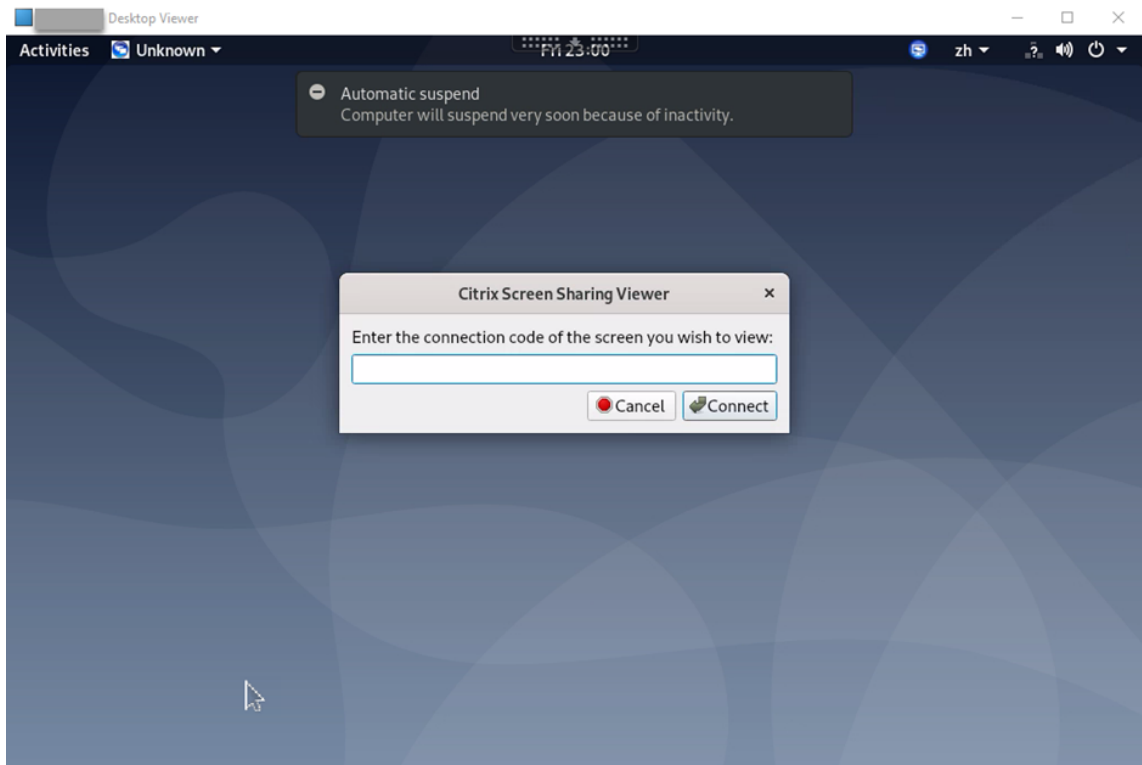 Desktop Viewer
Activities Unknown Fri 23:00 zh ?
Automatic suspend
Computer will suspend very soon because of inactivity.
Citrix Screen Sharing Viewer
Enter the connection code of the screen you wish to view:
Cancel Connect